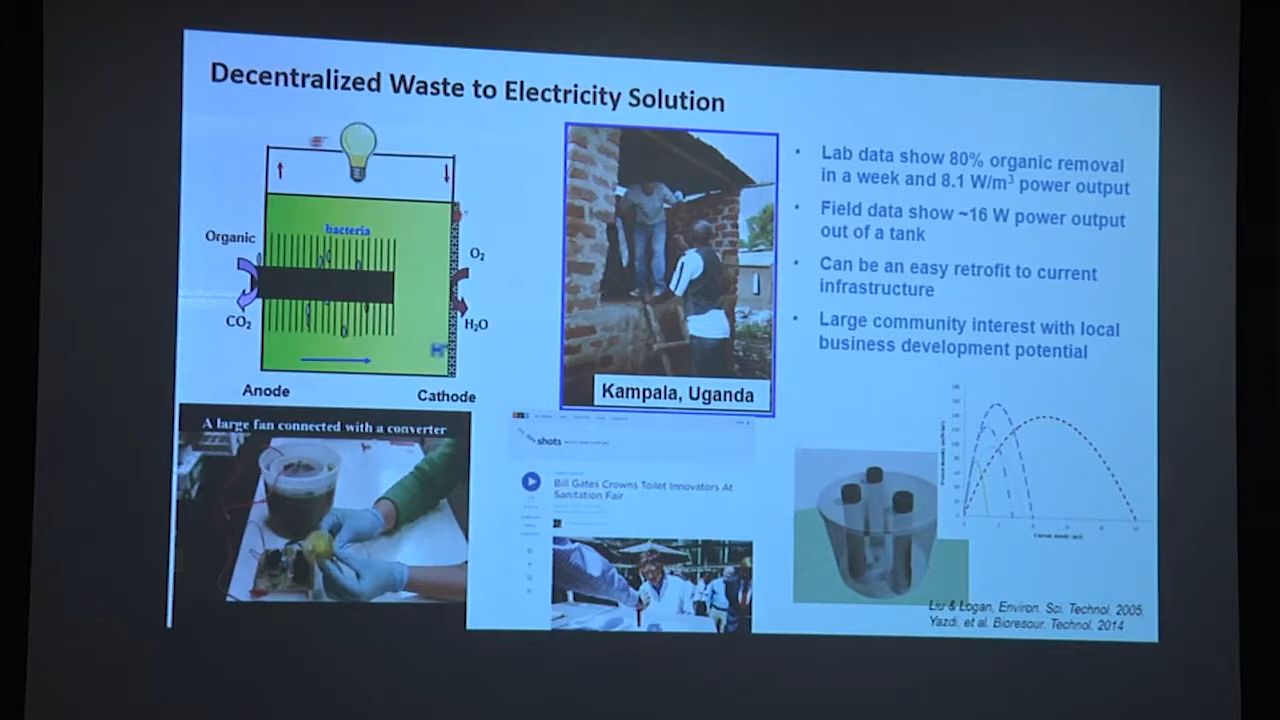 Decentralized Waste to Electricity Solution
bacteria
Organic
O₂
CO₂
H₂O
H
Anode
Cathode
Kampala, Uganda
• Lab data show 80% organic removal
in a week and 8.1 W/m³ power output
• Field data show ~16 W power output
out of a tank
• Can be an easy retrofit to current
infrastructure
• Large community interest with local
business development potential
A large fan connected with a converter
shots
Bill Gates Crowns Toilet Innovators At
Sanitation Fair
Liu & Logan, Environ. Sci. Technol. 2005.
Yazdi, et al. Bioresour. Technol. 2014